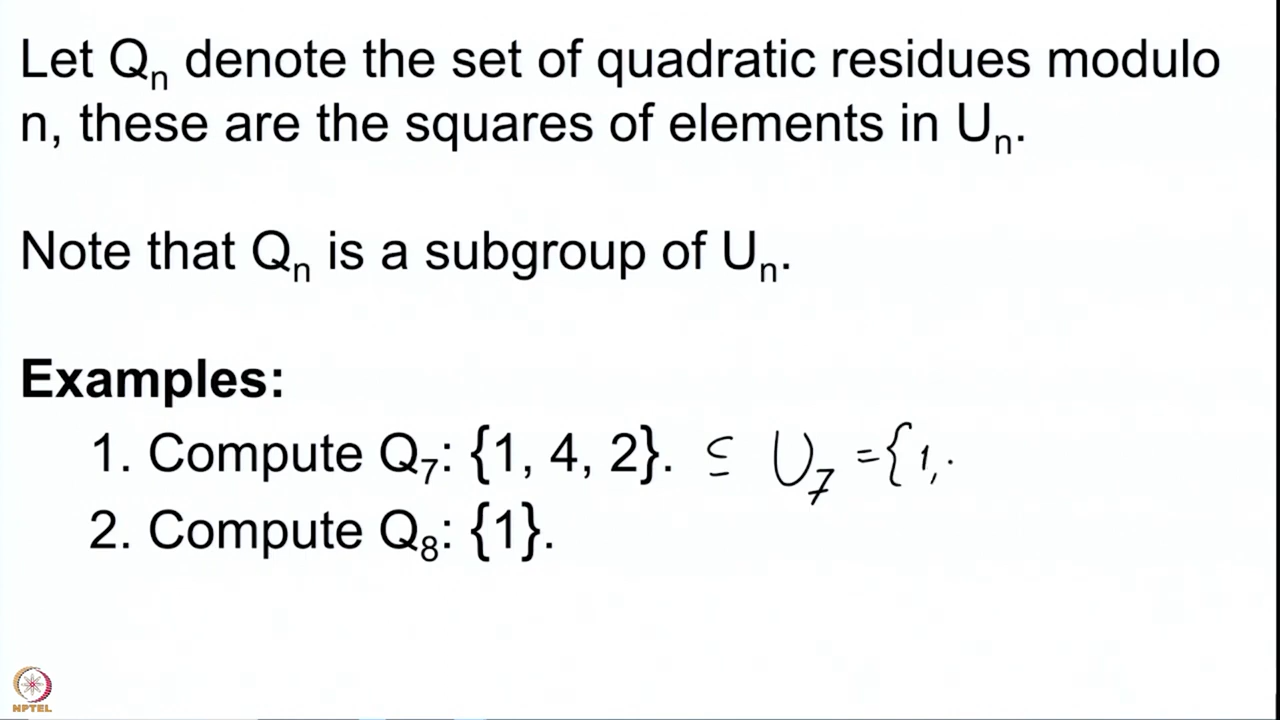 Let Qn denote the set of quadratic residues modulo
n, these are the squares of elements in Un.
Note that Qn is a subgroup of Un.
Examples:
1. Compute Q7: {1, 4, 2}. ⊆ U7 = {1, .
2. Compute Q8: {1}.
NPTEL